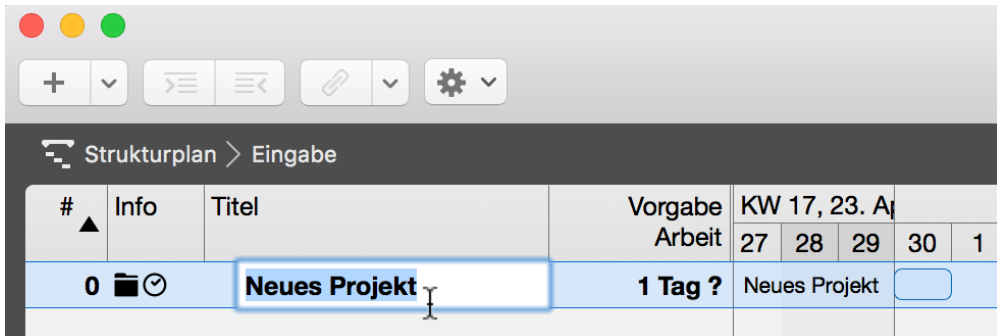 Strukturplan > Eingabe
# Info Titel Vorgabe Arbeit KW 17, 23. Ap
27 28 29 30 1
0 Neues Projekt 1 Tag ? Neues Projekt